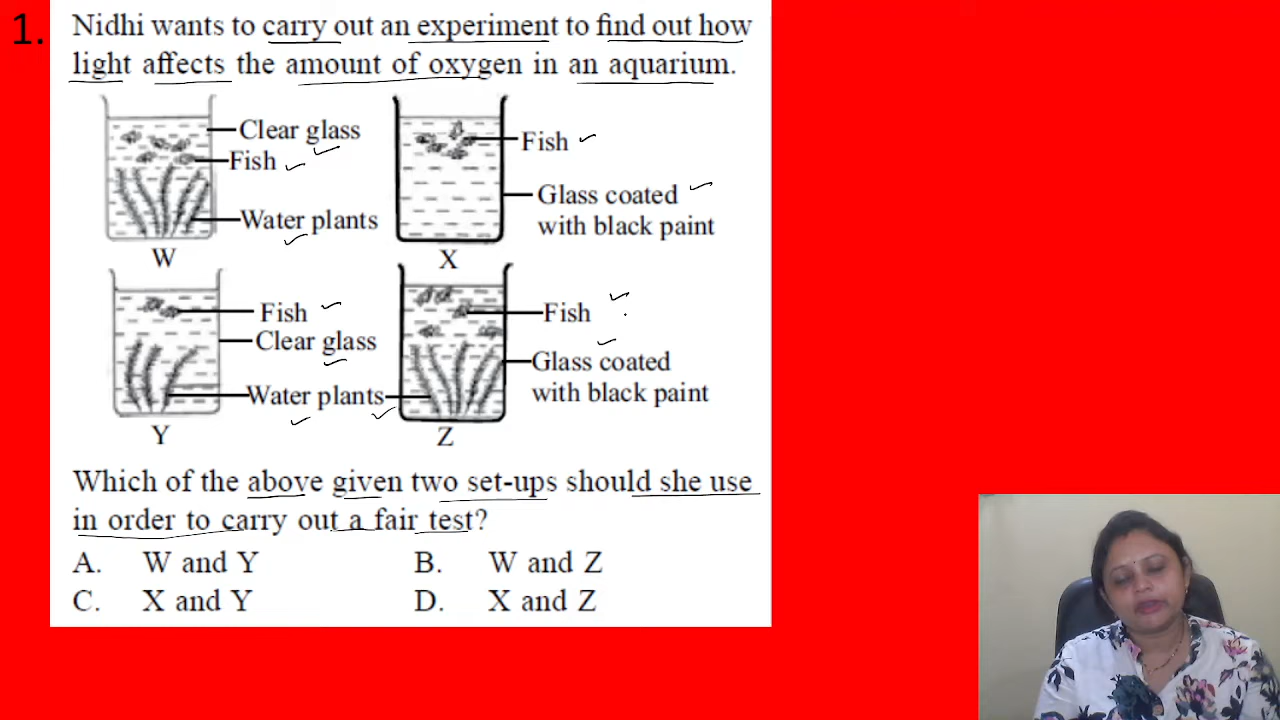 1. Nidhi wants to carry out an experiment to find out how
light affects the amount of oxygen in an aquarium.
Clear glass
Fish
Water plants
W
Fish
Glass coated
with black paint
X
Fish
Clear glass
Water plants
Y
Fish
Glass coated
with black paint
Z
Which of the above given two set-ups should she use
in order to carry out a fair test?
A. W and Y B. W and Z
C. X and Y D. X and Z